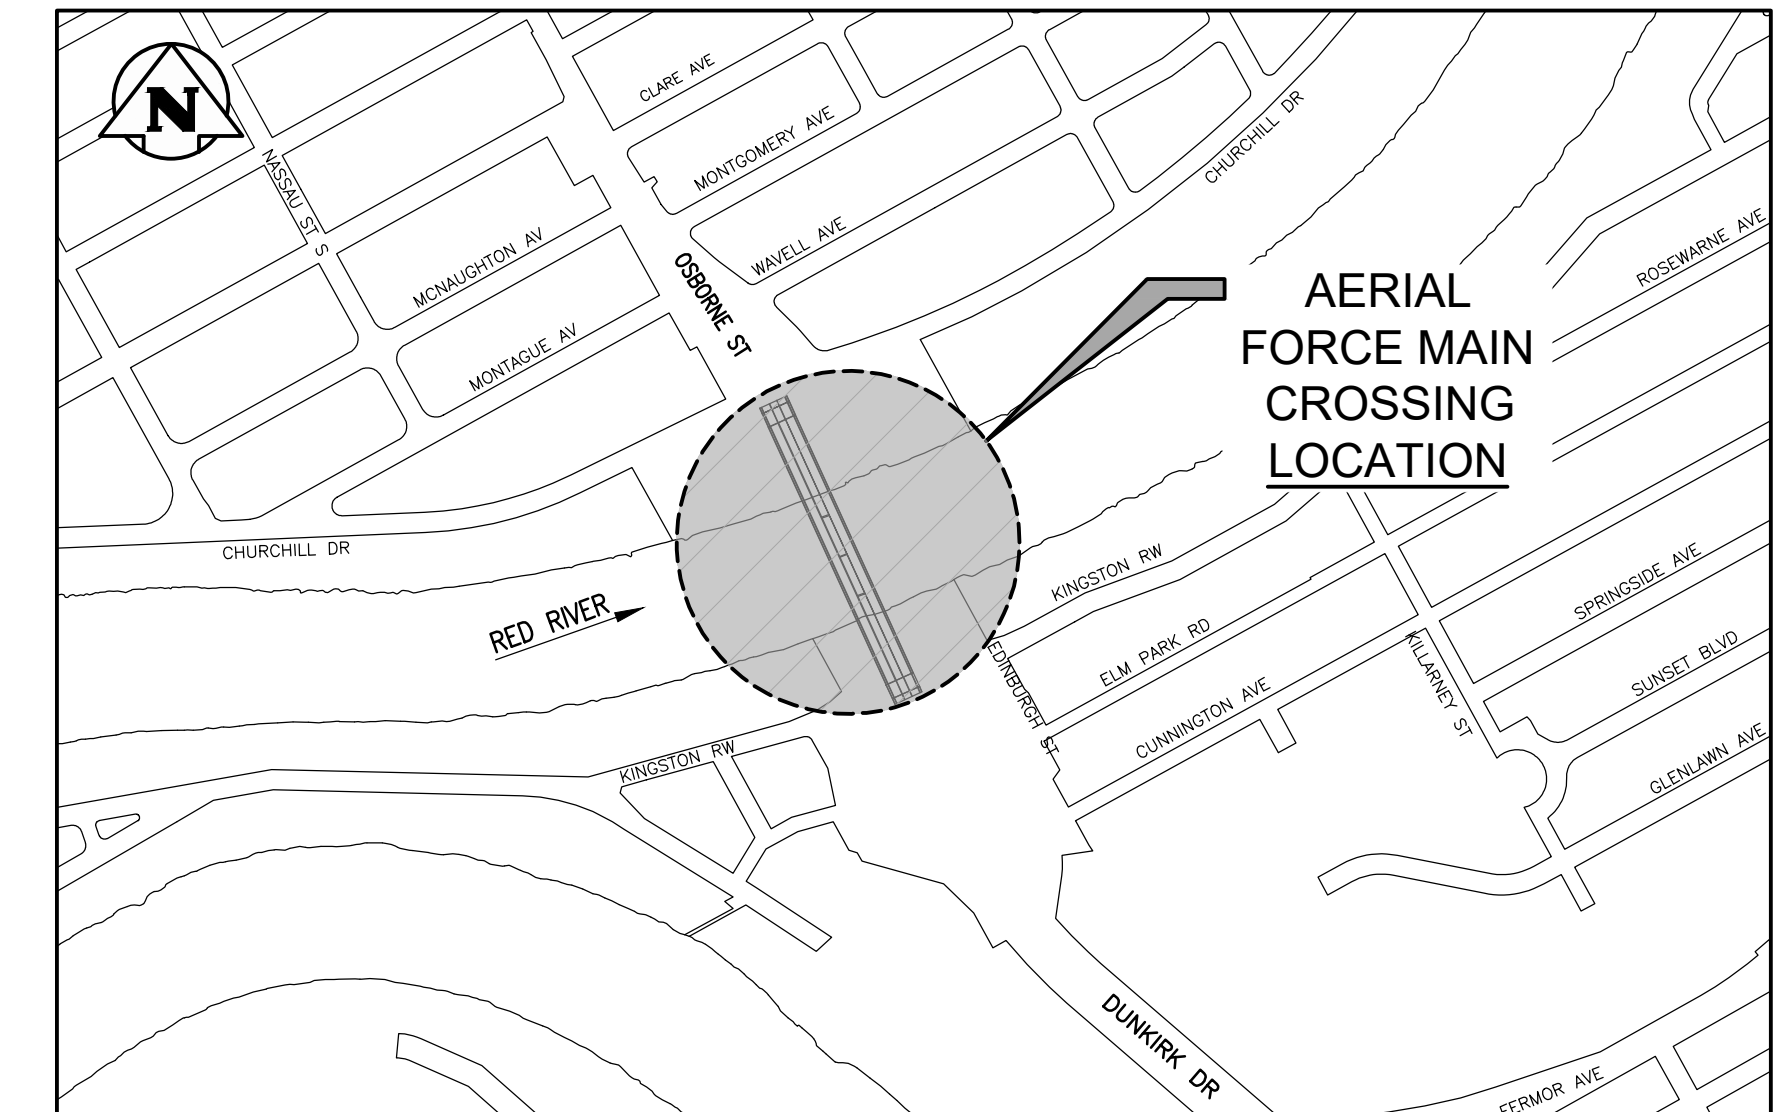 N
CLARE AVE
MONTGOMERY AVE
CHURCHILL DR
NASSAU ST S
MCNAUGHTON AV
WAVELL AVE
ROSEWARNE AVE
OSBORNE ST
AERIAL
FORCE MAIN
CROSSING
LOCATION
MONTAGUE AV
CHURCHILL DR
RED RIVER
KINGSTON RW
SPRINGSIDE AVE
ELM PARK RD
EDINBURGH ST
KILLARNEY ST
SUNSET BLVD
CUNNINGTON AVE
KINGSTON RW
GLENLAWN AVE
DUNKIRK DR
FERMOR AVE